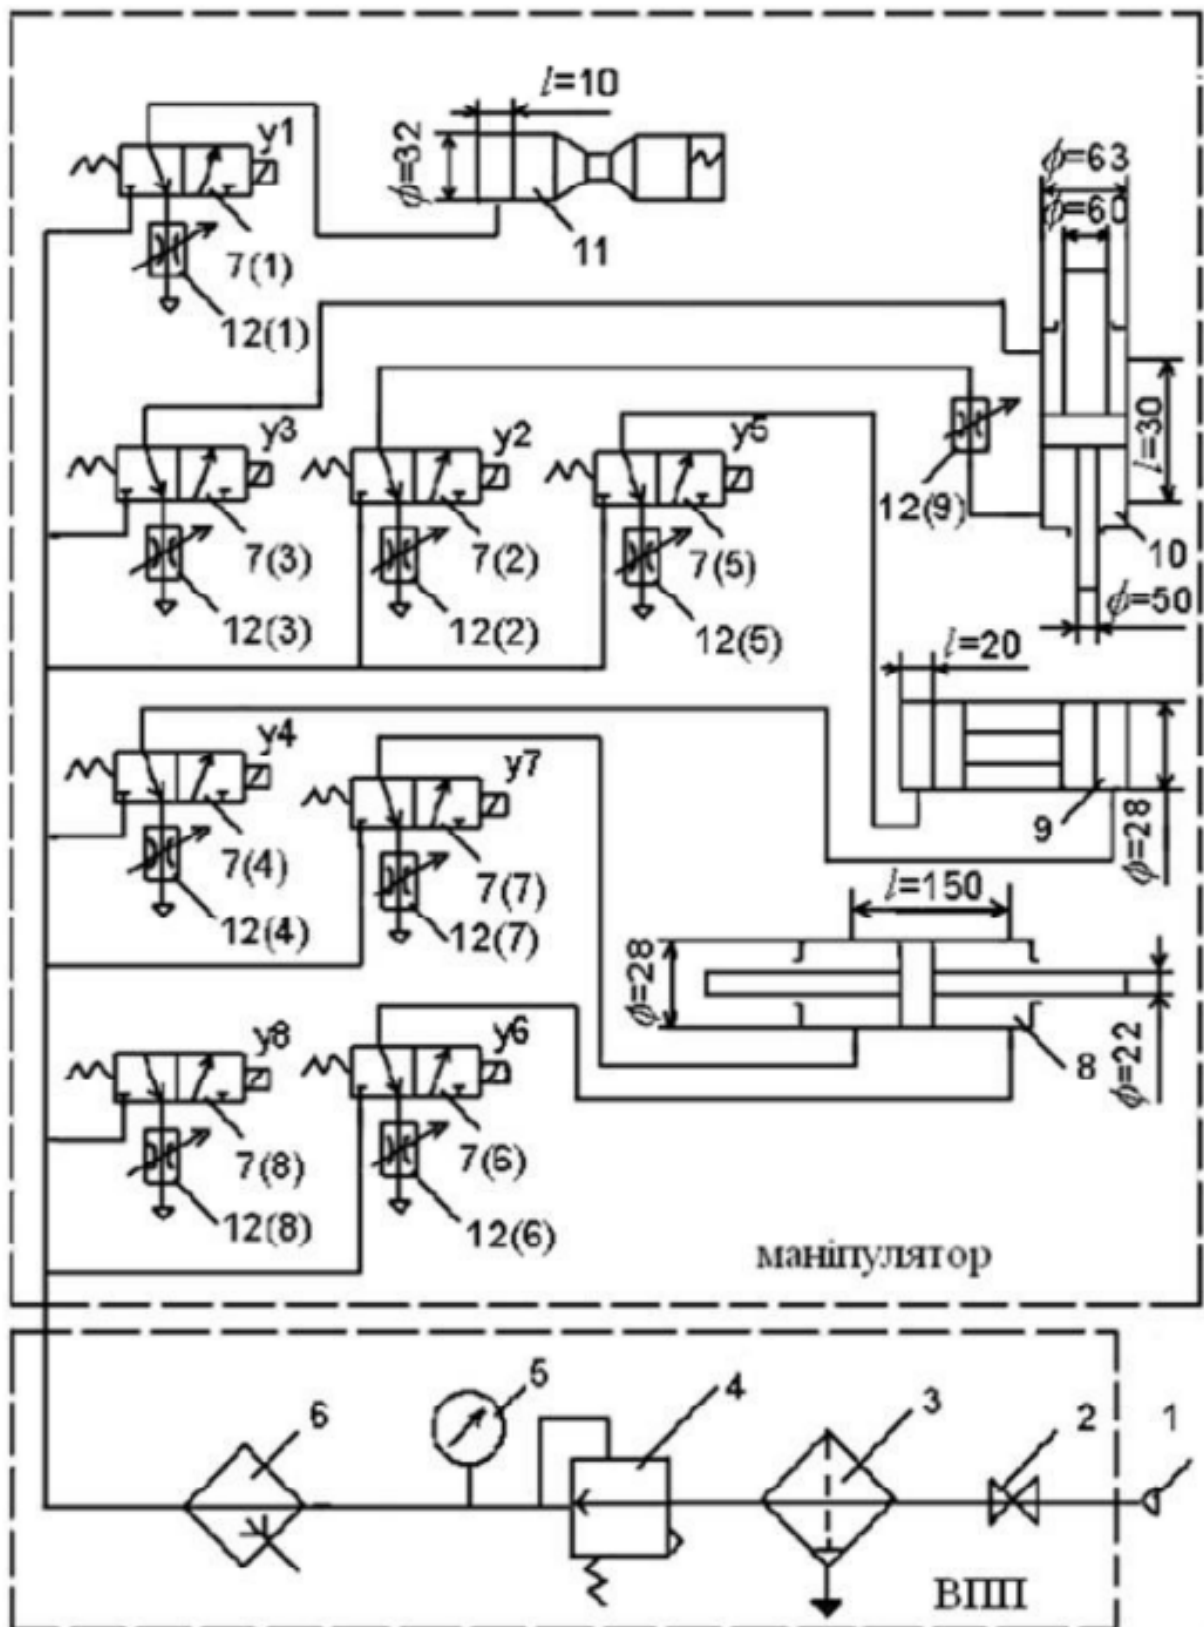 l=10
y1
ϕ=32
ϕ=63
ϕ=60
11
7(1)
12(1)
y3
y2
y5
l=30
12(9)
10
7(3)
7(2)
7(5)
12(3)
12(2)
12(5)
ϕ=50
l=20
y4
y7
9
ϕ=28
7(4)
7(7)
l=150
12(4)
12(7)
ϕ=28
y8
y6
8
ϕ=22
7(8)
7(6)
12(8)
12(6)
маніпулятор
6
5
4
3
2
1
ВПП